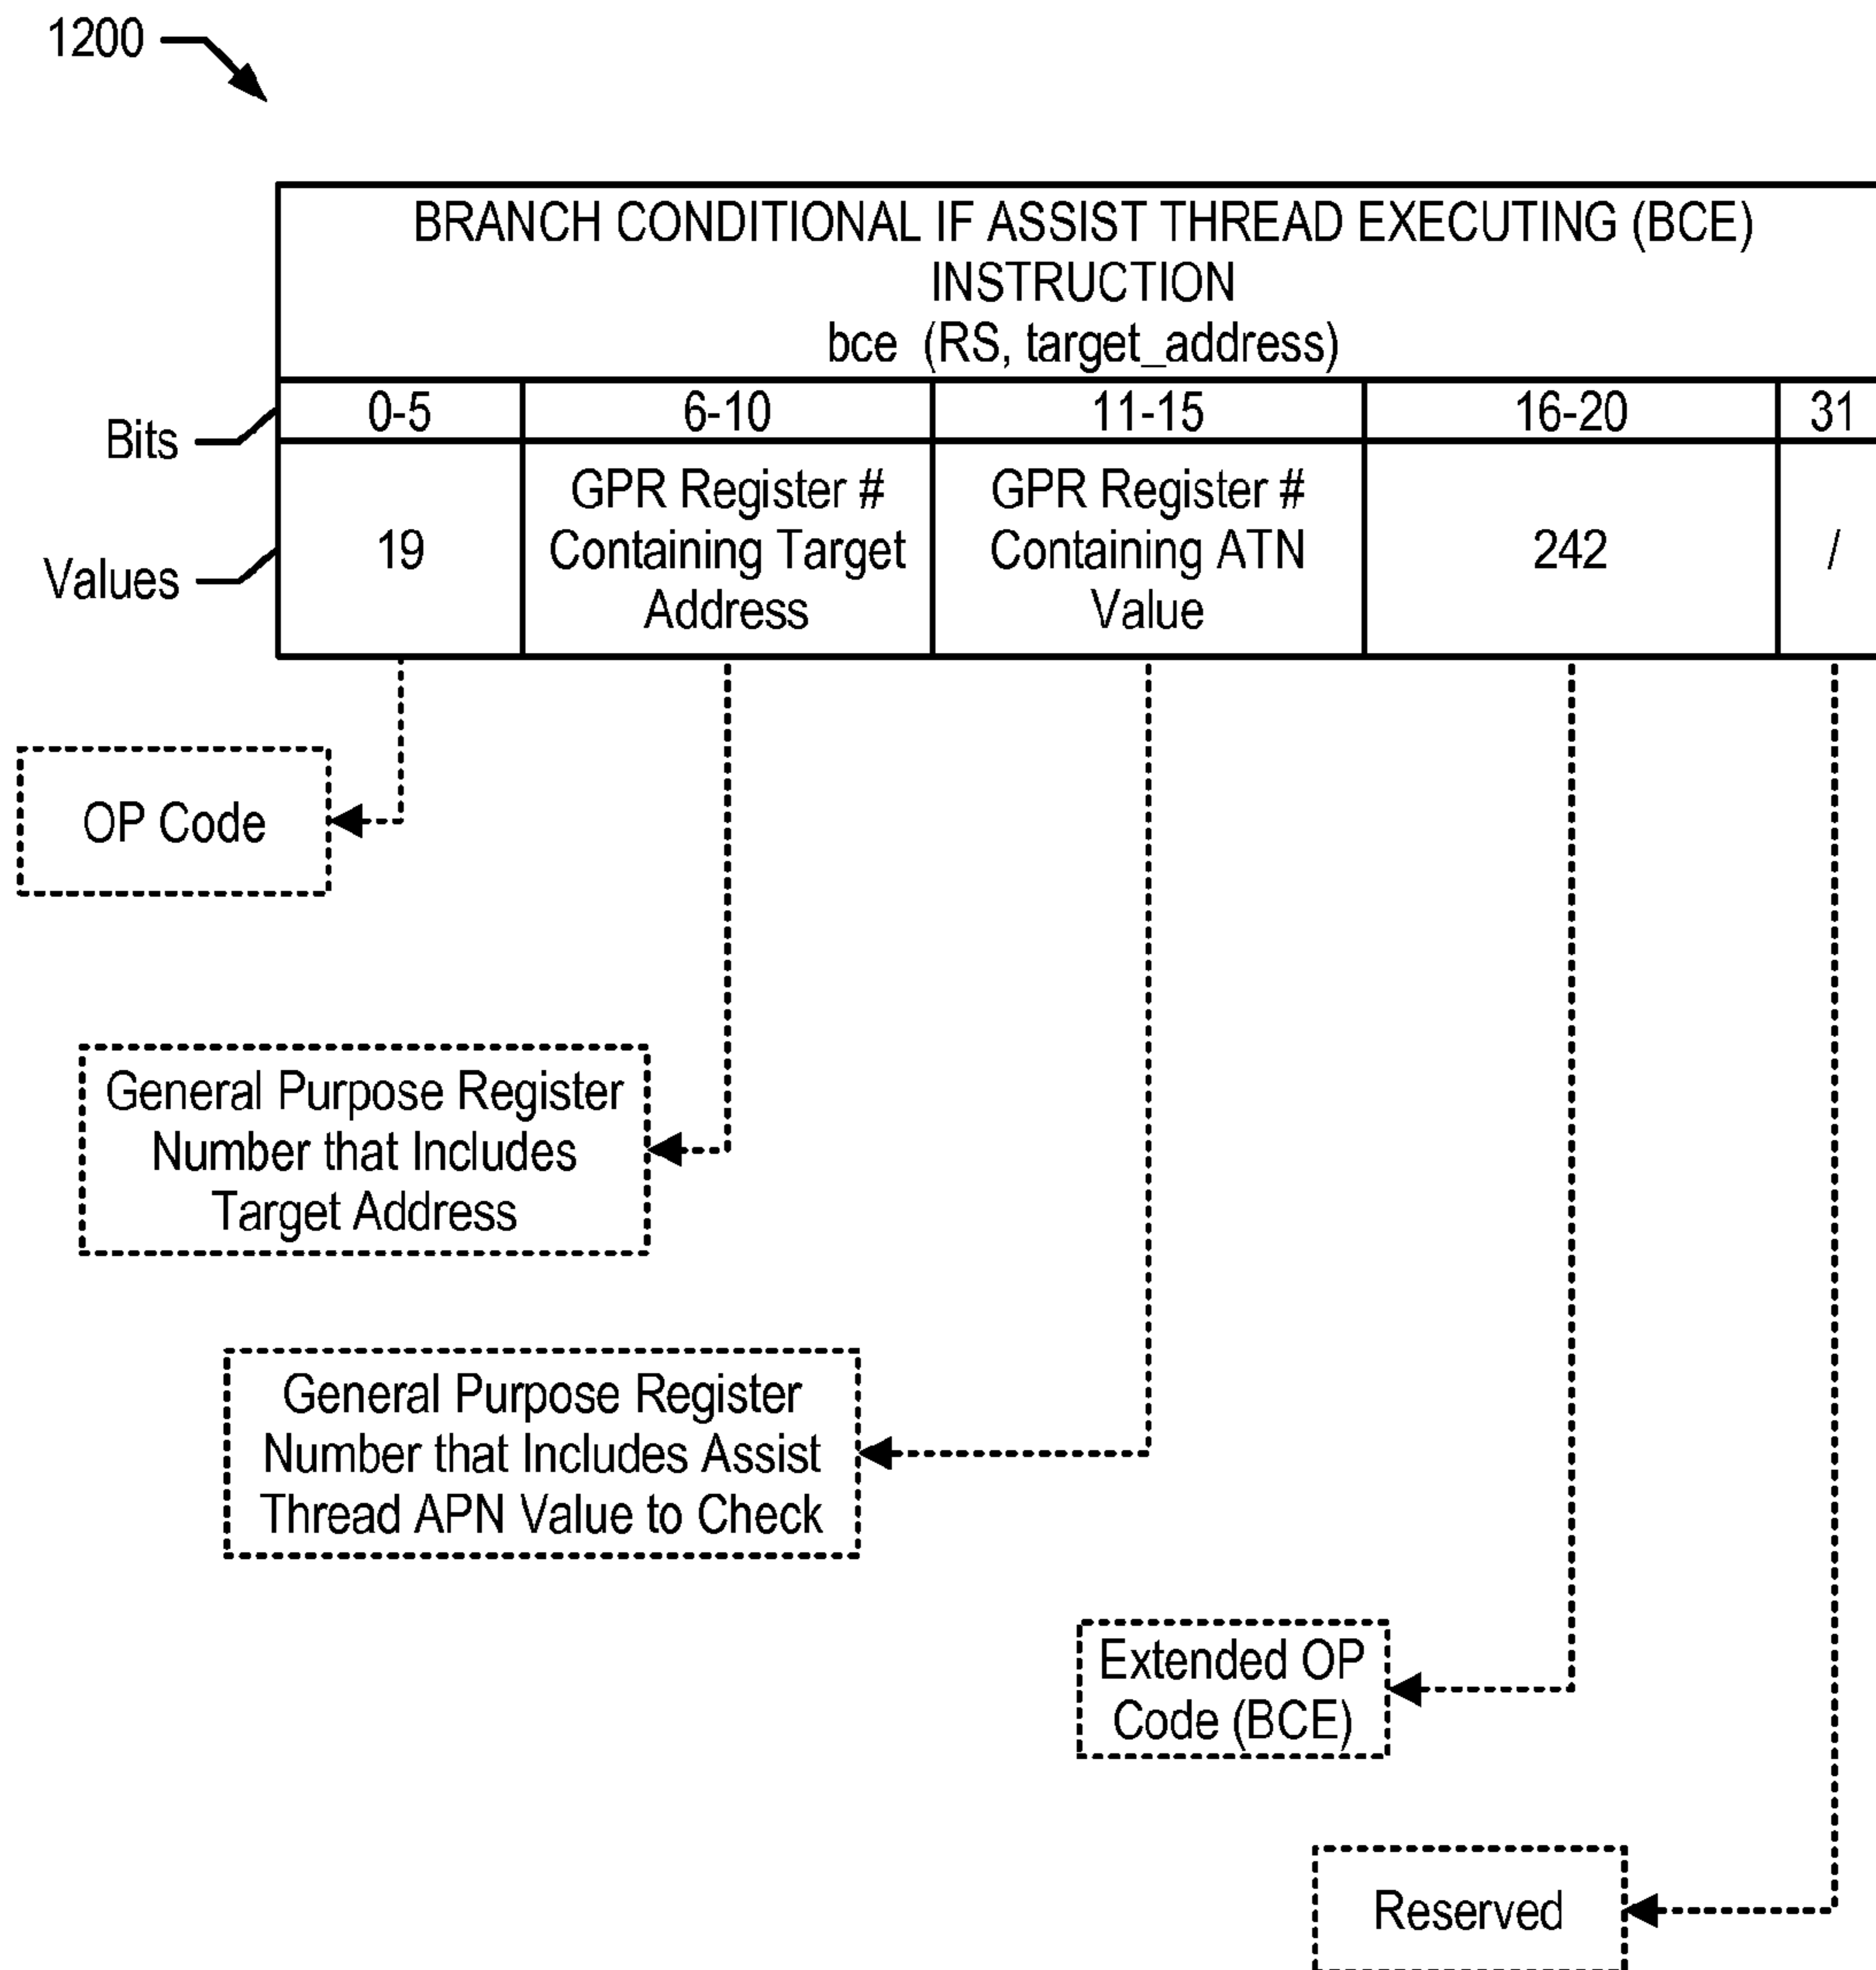 1200
BRANCH CONDITIONAL IF ASSIST THREAD EXECUTING (BCE)
INSTRUCTION
bce (RS, target_address)
Bits
0-5 6-10 11-15 16-20 31
Values
19
GPR Register #
Containing Target
Address
GPR Register #
Containing ATN
Value
242
/
OP Code
General Purpose Register
Number that Includes
Target Address
General Purpose Register
Number that Includes Assist
Thread APN Value to Check
Extended OP
Code (BCE)
Reserved